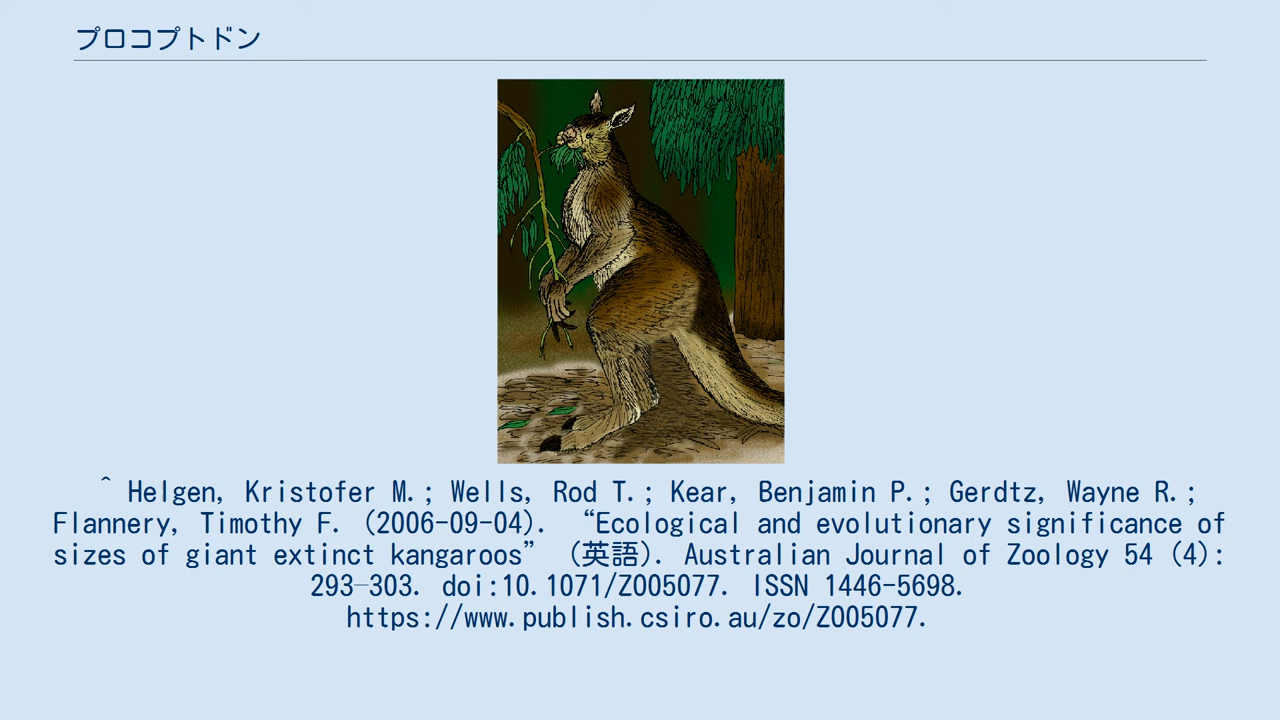 プロコプトドン
^ Helgen, Kristofer M.; Wells, Rod T.; Kear, Benjamin P.; Gerdtz, Wayne R.;
Flannery, Timothy F. (2006-09-04). “Ecological and evolutionary significance of
sizes of giant extinct kangaroos” (英語). Australian Journal of Zoology 54 (4):
293–303. doi:10.1071/ZO05077. ISSN 1446-5698.
https://www.publish.csiro.au/zo/ZO05077.